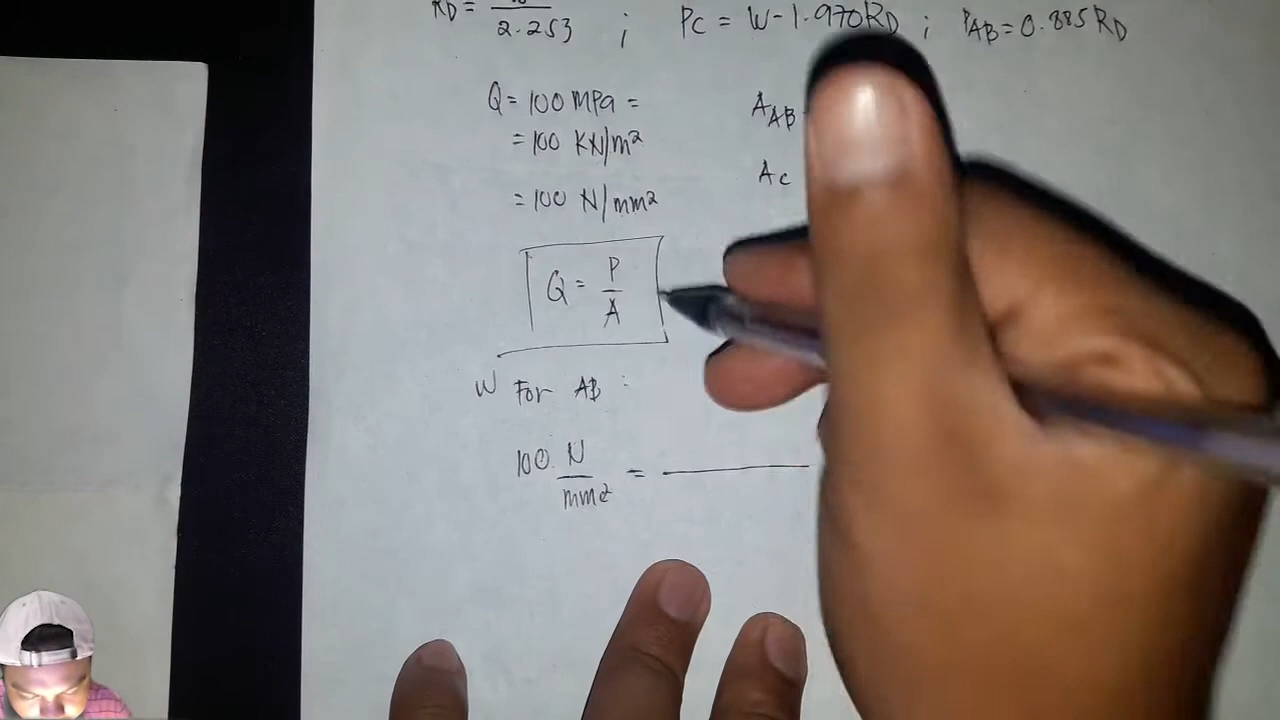 RD = / 2.253 ; PC = W - 1.970RD ; PAB = 0.885RD
Q = 100 MPa =
= 100 KN/m²
= 100 N/mm²
AAB
Ac
Q = P/A
W For AB :
100 N/mm² =